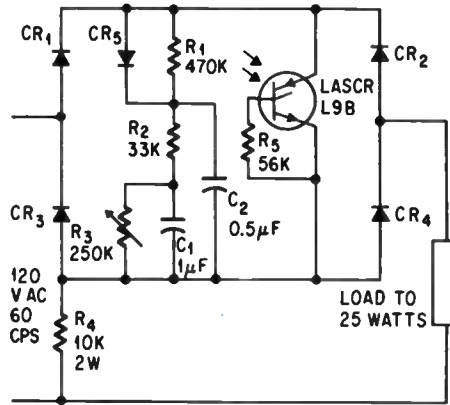 CR1
CR5
R1
470K
CR2
LASCR
L9B
R2
33K
R5
56K
CR3
R3
250K
C2
0.5μF
C1
1μF
CR4
120
V AC
60
CPS
R4
10K
2W
LOAD TO
25 WATTS